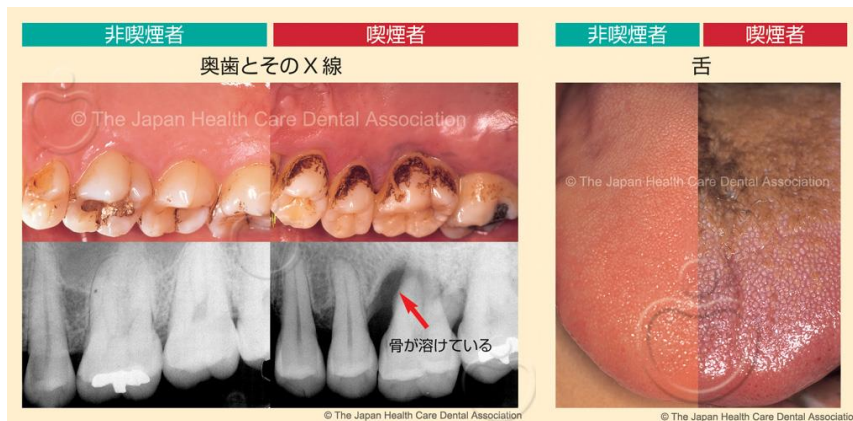 非喫煙者
喫煙者
奥歯とそのX線
© The Japan Health Care Dental Association
骨が溶けている
© The Japan Health Care Dental Association
非喫煙者
喫煙者
舌
© The Japan Health Care Dental Association
© The Japan Health Care Dental Association